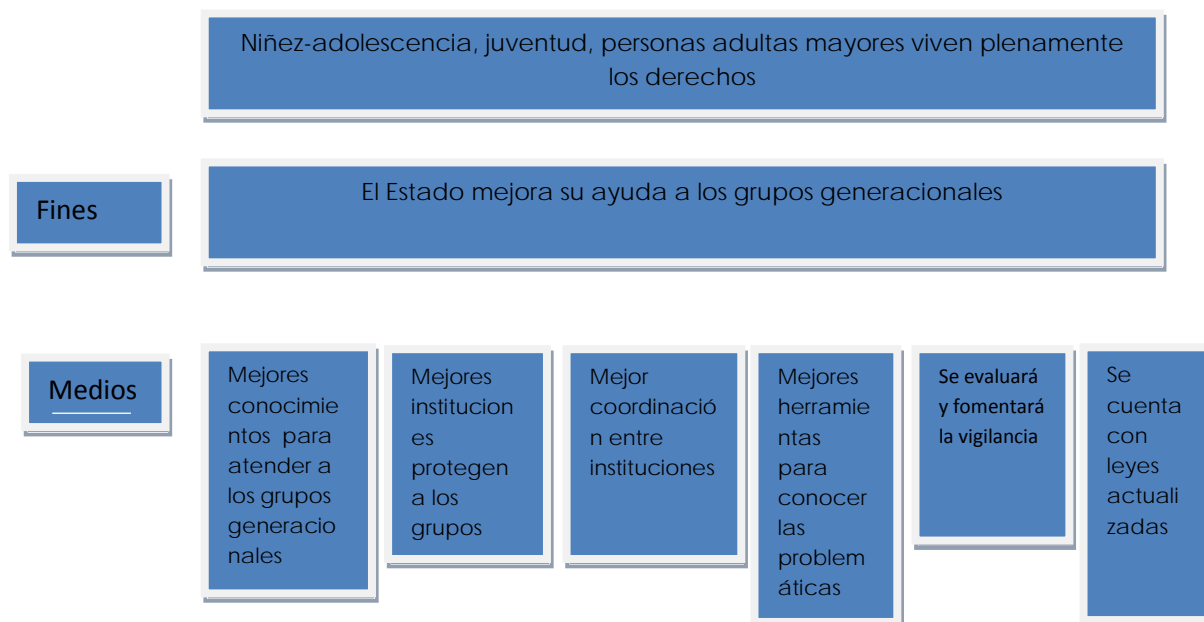 Niñez-adolescencia, juventud, personas adultas mayores viven plenamente
los derechos
Fines
El Estado mejora su ayuda a los grupos generacionales
Medios
Mejores
conocimie
ntos para
atender a
los grupos
generacio
nales
Mejores
institucion
es
protegen
a los
grupos
Mejor
coordinació
n entre
instituciones
Mejores
herramie
ntas
para
conocer
las
problem
áticas
Se evaluará
y fomentará
la vigilancia
Se
cuenta
con
leyes
actuali
zadas